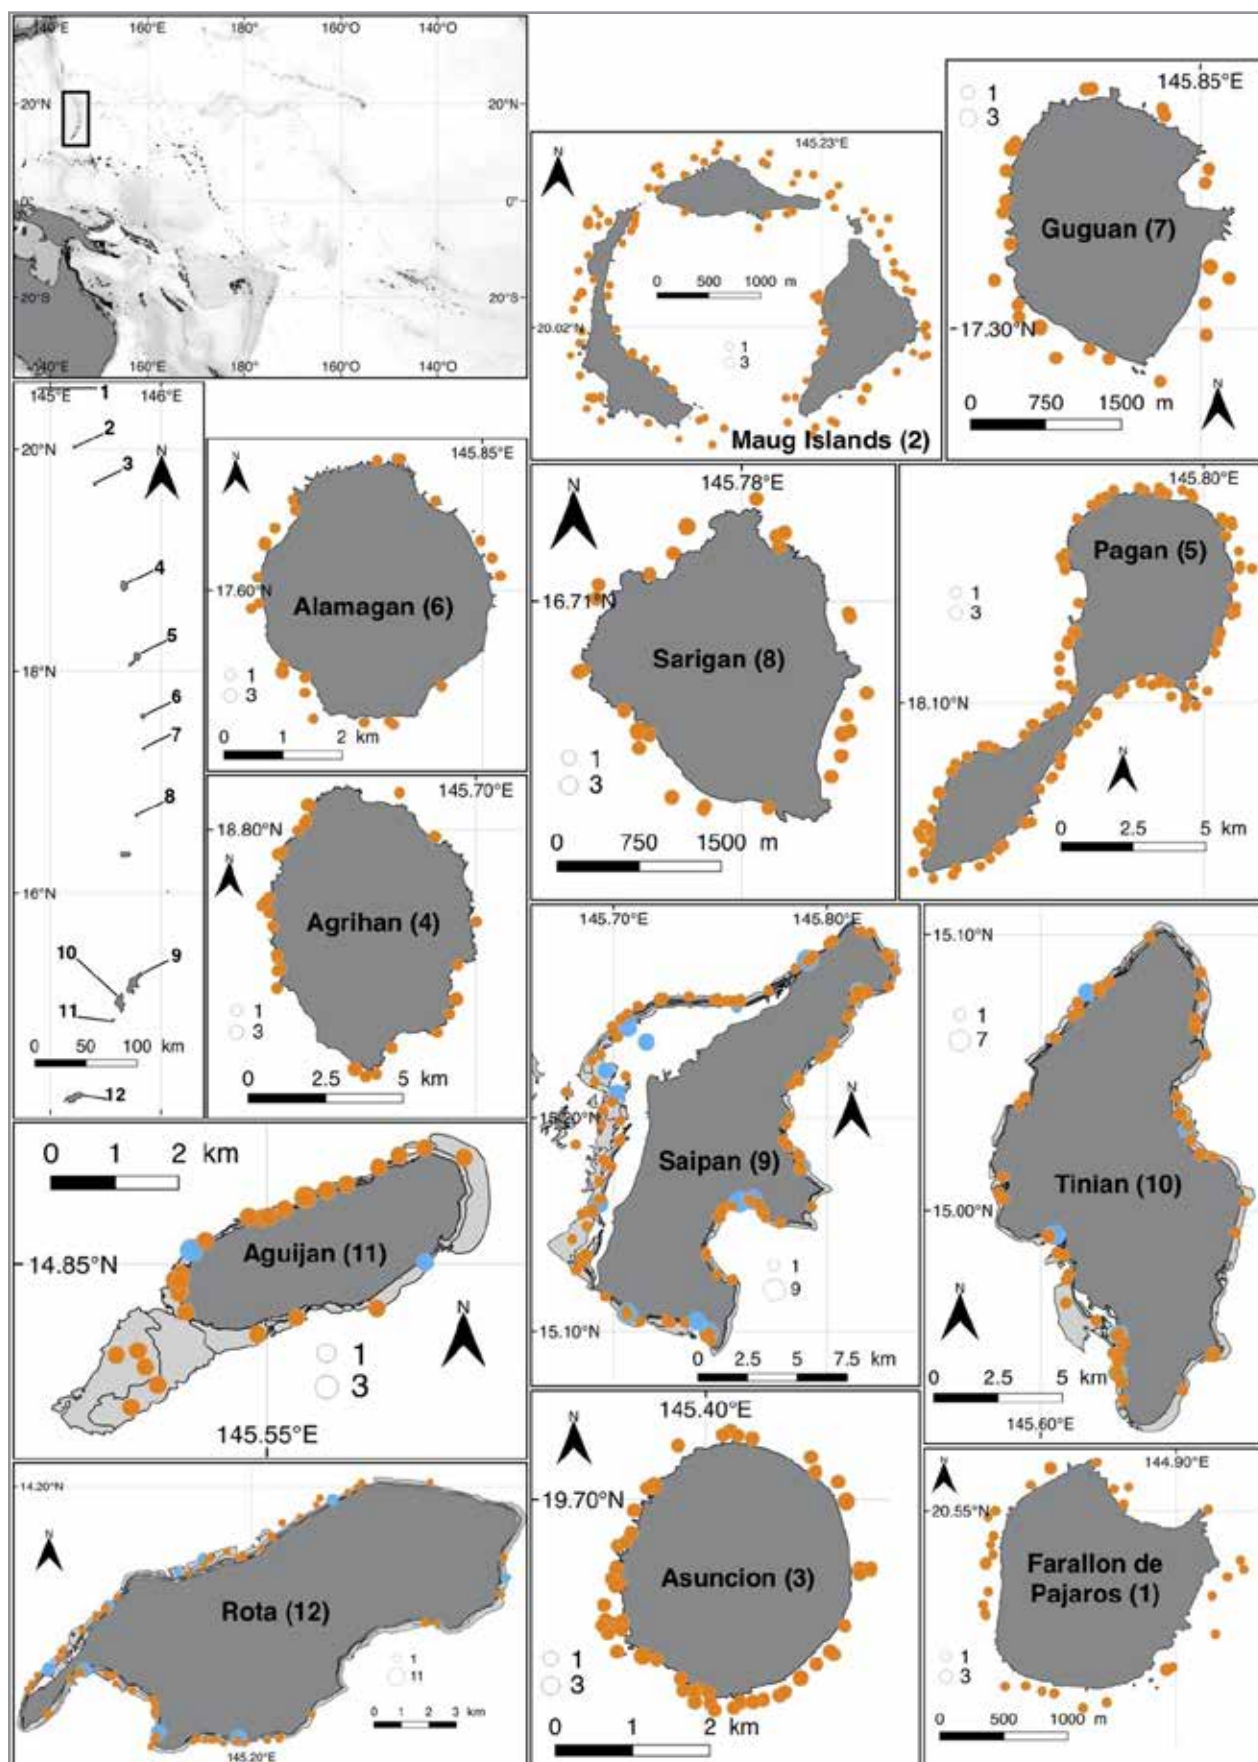 140°E 160°O 180° 160°O 140°O
20°N 20°N
0° 0°
20°S 20°S
140°E 160°E 180° 160°O 140°O
145°E 1 146°E
2
20°N
3
N
4
5
18°N
6
7
8
16°N
10 9
11
0 50 100 km
12
145.23°E
N
0 500 1000 m
20.02°N
1
3
Maug Islands (2)
145.85°E
1
3
Guguan (7)
17.30°N
N
0 750 1500 m
145.85°E
N
17.60°N
Alamagan (6)
1
3
0 1 2 km
145.78°E
N
16.71°N
Sarigan (8)
1
3
0 750 1500 m
145.80°E
Pagan (5)
1
3
18.10°N
N
0 2.5 5 km
145.70°E
18.80°N
N
Agrihan (4)
1
3
0 2.5 5 km
145.70°E 145.80°E
N
15.20°N
Saipan (9)
1
9
15.10°N
0 2.5 5 7.5 km
15.10°N
1
7
Tinian (10)
15.00°N
N
0 2.5 5 km
145.60°E
0 1 2 km
Aguijan (11)
14.85°N
N
1
3
145.55°E
145.40°E
N
19.70°N
Asuncion (3)
1
3
0 1 2 km
144.90°E
N
20.55°N
Farallon de
Pajaros (1)
1
3
0 500 1000 m
14.20°N
N
Rota (12)
1
11
0 1 2 3 km
145.20°E